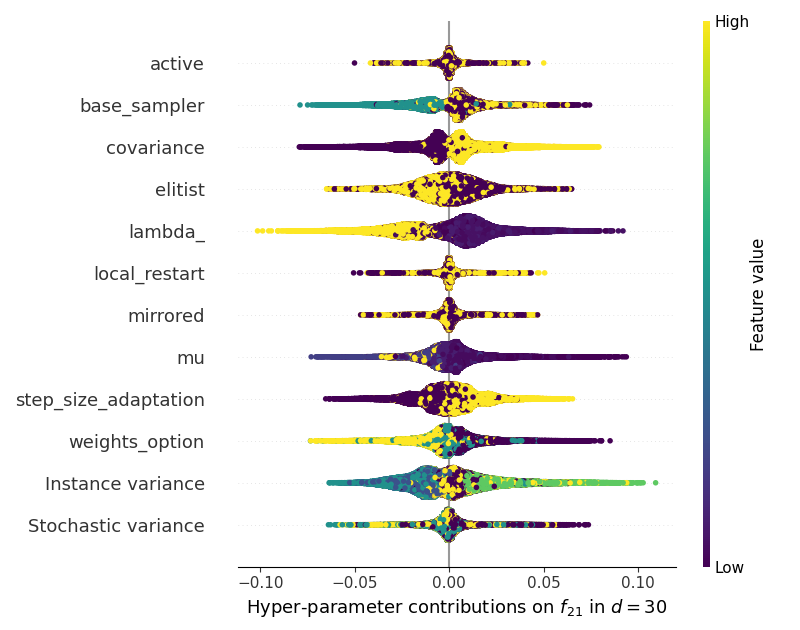 High
active
base_sampler
covariance
elitist
lambda_
local_restart
mirrored
mu
step_size_adaptation
weights_option
Instance variance
Stochastic variance
Feature value
Low
−0.10 −0.05 0.00 0.05 0.10
Hyper-parameter contributions on f₂₁ in d = 30